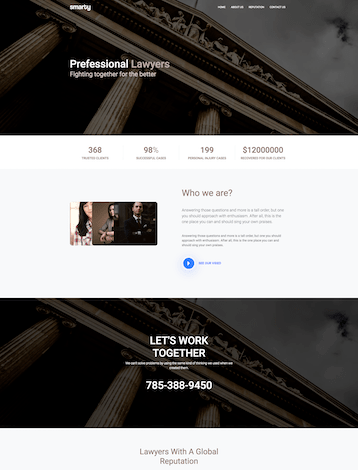 smarty
HOME ABOUT US REPUTATION CONTACT US
Prefessional Lawyers
Fighting together for the better
368 98% 199 $12000000
TRUSTED CLIENTS SUCCESSFUL CASES PERSONAL INJURY CASES RECOVERED FOR OUR CLIENTS
Who we are?
Answering those questions and more is a tall order, but one
you should approach with enthusiasm. After all, this is the
one place you can and should sing your own praises.
Answering those questions and more is a tall order, but one you should
approach with enthusiasm. After all, this is the one place you can and
should sing your own praises.
SEE OUR VIDEO
LET'S WORK
TOGETHER
We can't solve problems by using the same kind of thinking we used when we
created them.
785-388-9450
Lawyers With A Global
Reputation